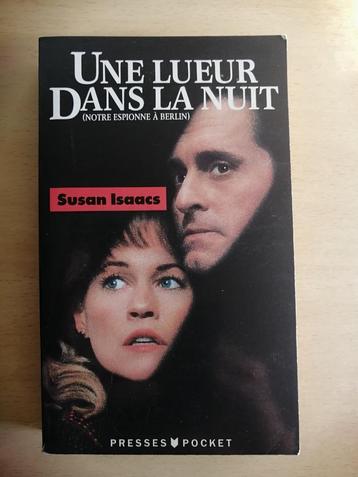 UNE LUEUR
DANS LA NUIT
(NOTRE ESPIONNE À BERLIN)
Susan Isaacs
PRESSES POCKET